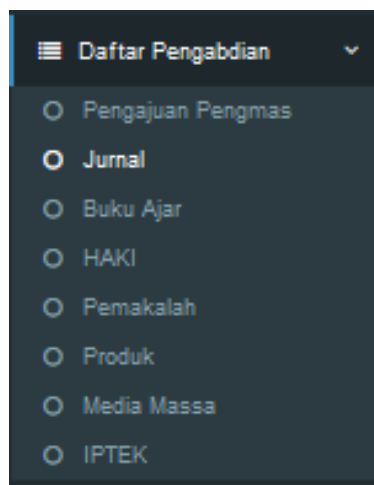 Daftar Pengabdian
Pengajuan Pengmas
Jurnal
Buku Ajar
HAKI
Pemakalah
Produk
Media Massa
IPTEK